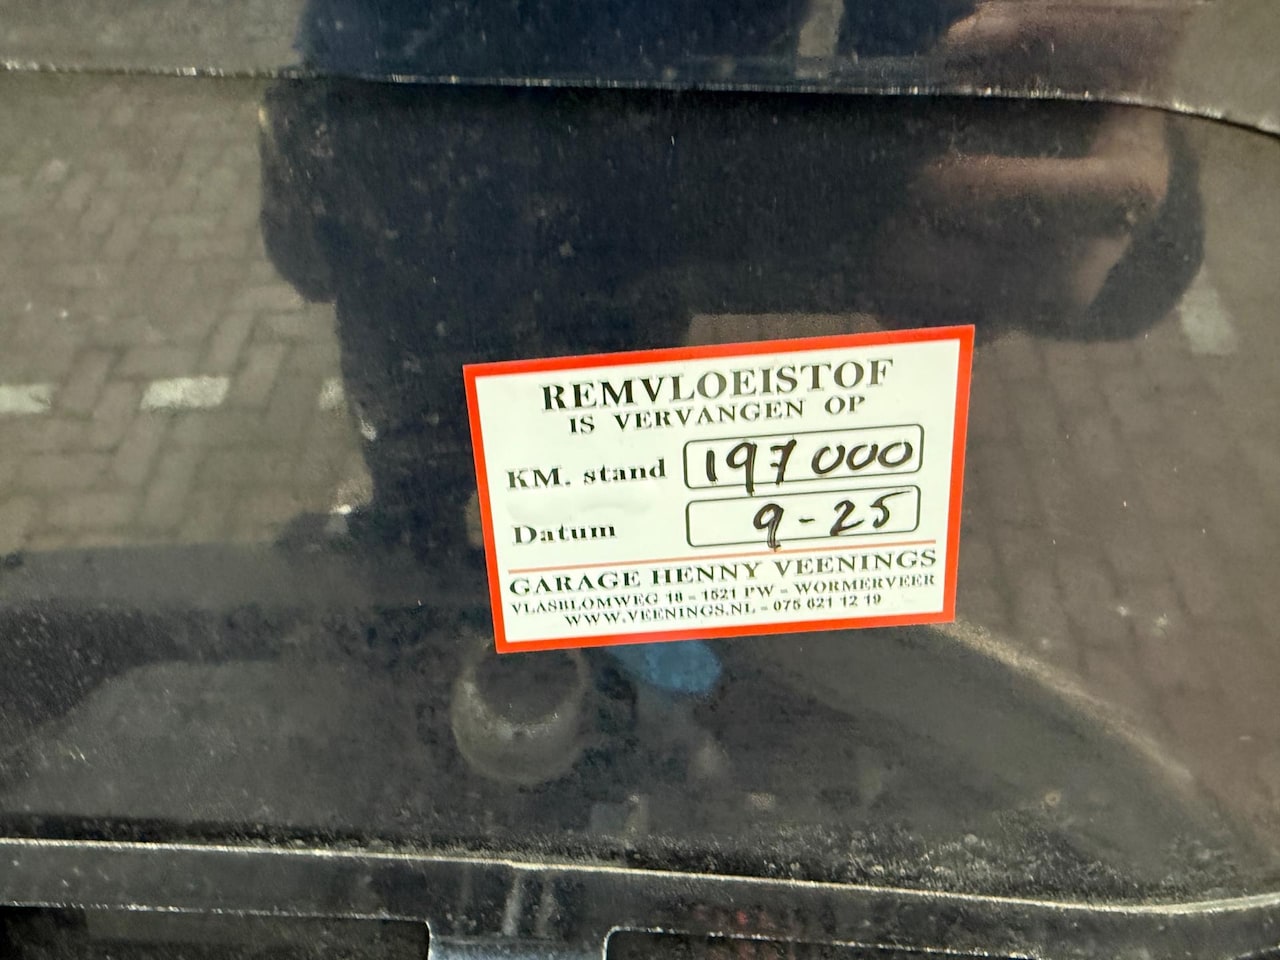 REMVLOEISTOF
IS VERVANGEN OP
KM. stand 197000
Datum 9-25
GARAGE HENNY VEENINGS
VLASBLOMWEG 18 - 1521 PW - WORMERVEER
WWW.VEENINGS.NL - 075 621 12 19